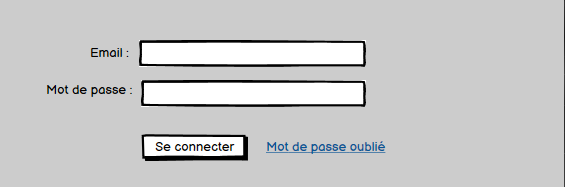 Email :
Mot de passe :
Se connecter Mot de passe oublié